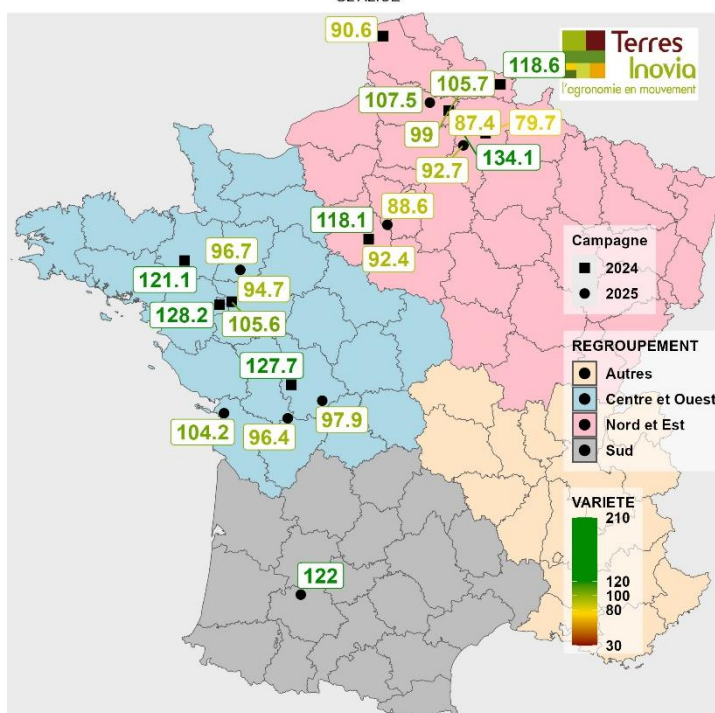 90.6
Terres
Inovia
l'agronomie en mouvement
118.6
105.7
107.5
99
87.4
79.7
92.7
134.1
88.6
118.1
92.4
Campagne
2024
2025
96.7
121.1
94.7
128.2
105.6
REGROUPEMENT
Autres
Centre et Ouest
Nord et Est
Sud
127.7
104.2
96.4
97.9
VARIETE
210
120
100
80
30
122